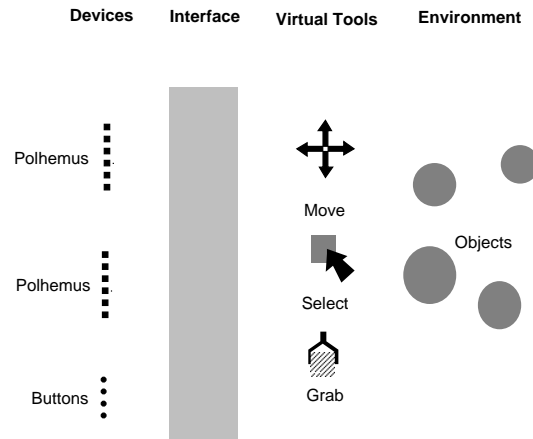 Devices Interface Virtual Tools Environment
Polhemus
Move
Objects
Polhemus
Select
Buttons
Grab